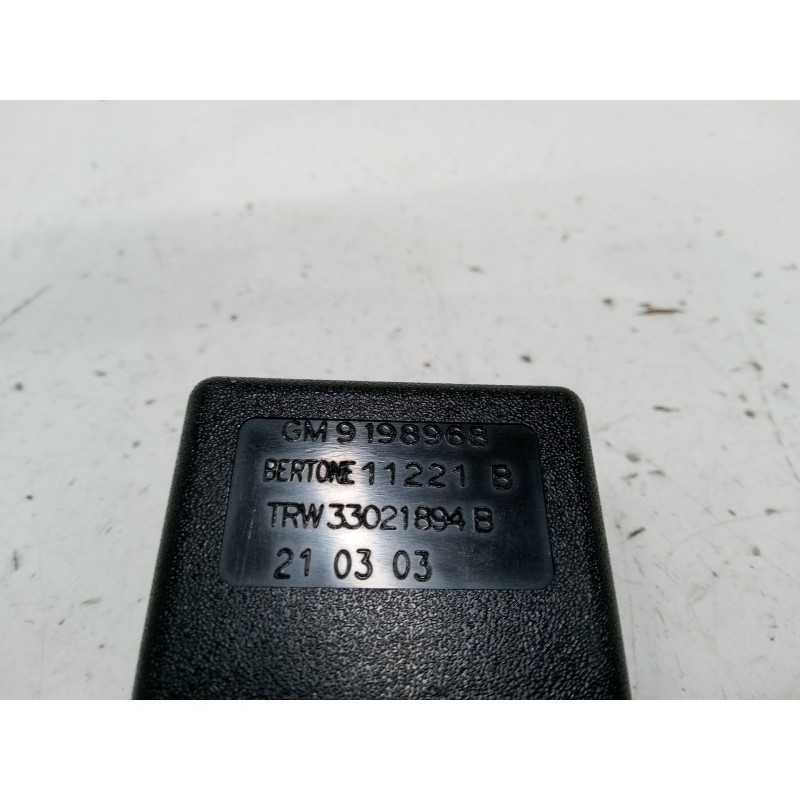 GM 9198968
BERTONE 11221 B
TRW 33021894 B
21 03 03